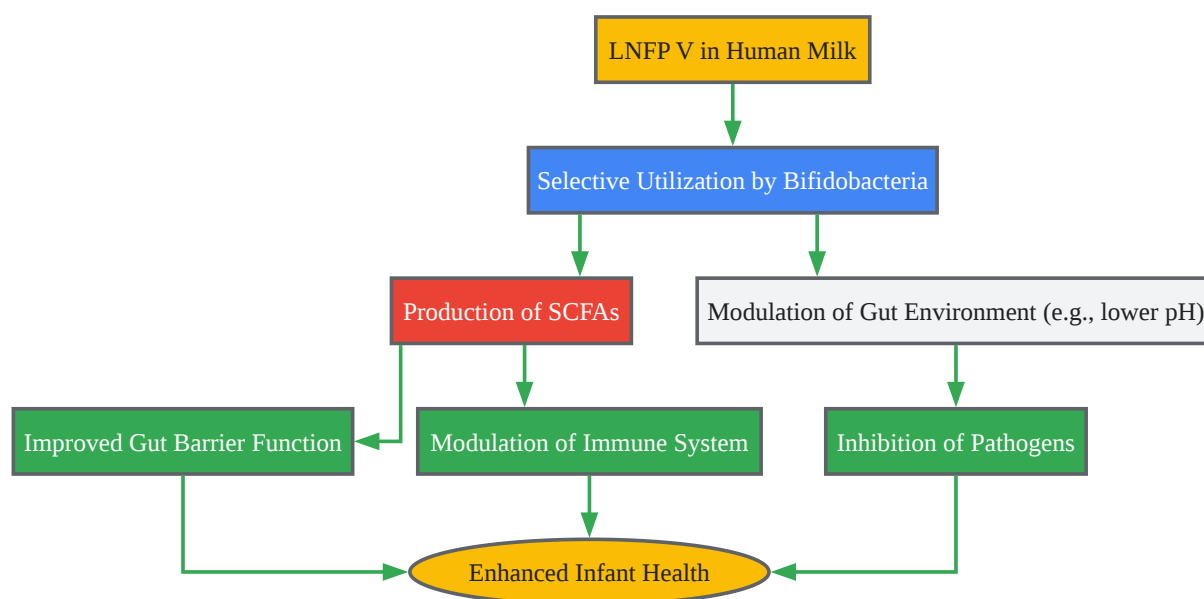 LNFP V in Human Milk
Selective Utilization by Bifidobacteria
Production of SCFAs
Modulation of Gut Environment (e.g., lower pH)
Improved Gut Barrier Function
Modulation of Immune System
Inhibition of Pathogens
Enhanced Infant Health